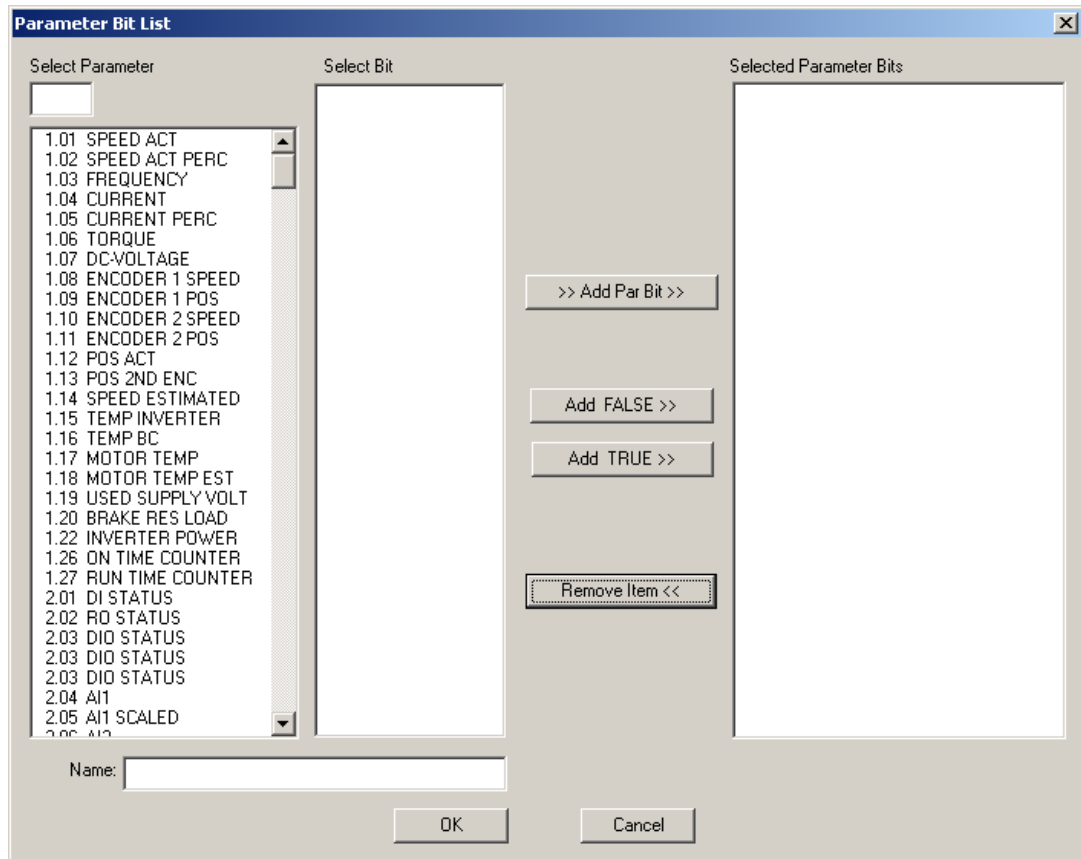 Parameter Bit List
Select Parameter
Select Bit
Selected Parameter Bits
1.01 SPEED ACT
1.02 SPEED ACT PERC
1.03 FREQUENCY
1.04 CURRENT
1.05 CURRENT PERC
1.06 TORQUE
1.07 DC-VOLTAGE
1.08 ENCODER 1 SPEED
1.09 ENCODER 1 POS
1.10 ENCODER 2 SPEED
1.11 ENCODER 2 POS
1.12 POS ACT
1.13 POS 2ND ENC
1.14 SPEED ESTIMATED
1.15 TEMP INVERTER
1.16 TEMP BC
1.17 MOTOR TEMP
1.18 MOTOR TEMP EST
1.19 USED SUPPLY VOLT
1.20 BRAKE RES LOAD
1.22 INVERTER POWER
1.26 ON TIME COUNTER
1.27 RUN TIME COUNTER
2.01 DI STATUS
2.02 RO STATUS
2.03 DIO STATUS
2.03 DIO STATUS
2.03 DIO STATUS
2.04 AI1
2.05 AI1 SCALED
>> Add Par Bit >>
Add FALSE >>
Add TRUE >>
Remove Item <<
Name:
OK
Cancel